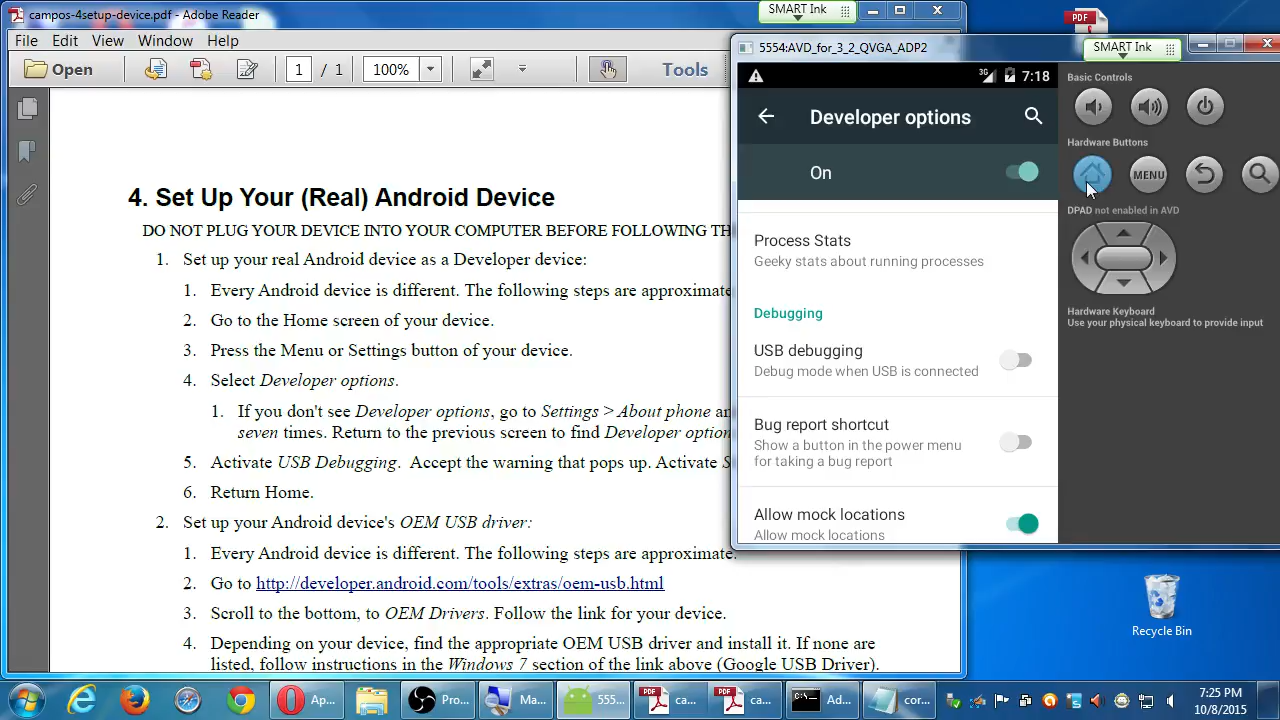 campos-4setup-device.pdf - Adobe Reader
SMART Ink
PDF
File Edit View Window Help
Open
1 / 1
100%
Tools
4. Set Up Your (Real) Android Device
DO NOT PLUG YOUR DEVICE INTO YOUR COMPUTER BEFORE FOLLOWING TH
1. Set up your real Android device as a Developer device:
1. Every Android device is different. The following steps are approximate
2. Go to the Home screen of your device.
3. Press the Menu or Settings button of your device.
4. Select Developer options.
1. If you don't see Developer options, go to Settings > About phone an
seven times. Return to the previous screen to find Developer option
5. Activate USB Debugging. Accept the warning that pops up. Activate S
6. Return Home.
2. Set up your Android device's OEM USB driver:
1. Every Android device is different. The following steps are approximate.
2. Go to http://developer.android.com/tools/extras/oem-usb.html
3. Scroll to the bottom, to OEM Drivers. Follow the link for your device.
4. Depending on your device, find the appropriate OEM USB driver and install it. If none are
listed, follow instructions in the Windows 7 section of the link above (Google USB Driver).
5554:AVD_for_3_2_QVGA_ADP2
SMART Ink
3G 7:18
Developer options
On
Process Stats
Geeky stats about running processes
Debugging
USB debugging
Debug mode when USB is connected
Bug report shortcut
Show a button in the power menu
for taking a bug report
Allow mock locations
Allow mock locations
Basic Controls
Hardware Buttons
MENU
DPAD not enabled in AVD
Hardware Keyboard
Use your physical keyboard to provide input
Recycle Bin
Ap...
Pro...
Ma...
555...
PDF
ca...
PDF
ca...
Ad...
cor...
7:25 PM
10/8/2015